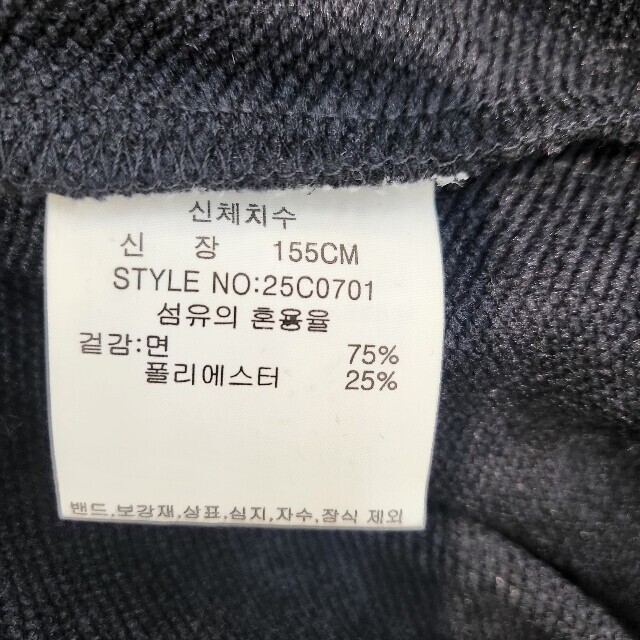 신체치수
신 장 155CM
STYLE NO:25C0701
섬유의 혼용율
겉감:면 75%
폴리에스터 25%
밴드,보강재,상표,심지,자수,장식 제외